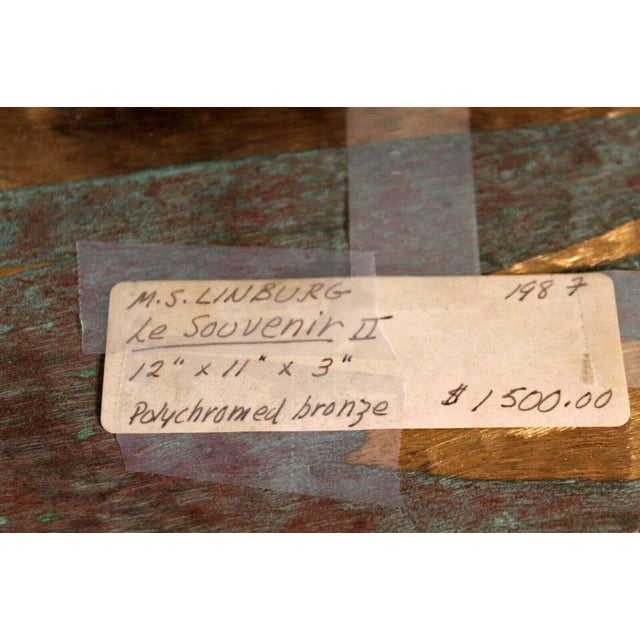 M.S. LINBURG 1987
Le Souvenir II
12" x 11" x 3"
Polychromed bronze $1500.00